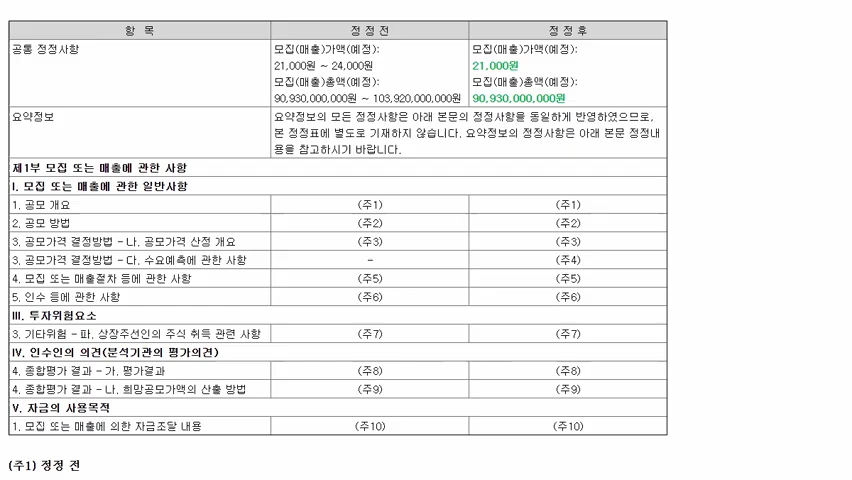 항 목 정 정 전 정 정 후
공통 정정사항 모집(매출)가액(예정): 모집(매출)가액(예정):
21,000원 ~ 24,000원 21,000원
모집(매출)총액(예정): 모집(매출)총액(예정):
90,930,000,000원 ~ 103,920,000,000원 90,930,000,000원
요약정보 요약정보의 모든 정정사항은 아래 본문의 정정사항을 동일하게 반영하였으므로,
본 정정표에 별도로 기재하지 않습니다. 요약정보의 정정사항은 아래 본문 정정내
용을 참고하시기 바랍니다.
제1부 모집 또는 매출에 관한 사항
I. 모집 또는 매출에 관한 일반사항
1. 공모 개요 (주1) (주1)
2. 공모 방법 (주2) (주2)
3. 공모가격 결정방법 - 나. 공모가격 산정 개요 (주3) (주3)
3. 공모가격 결정방법 - 다. 수요예측에 관한 사항 - (주4)
4. 모집 또는 매출절차 등에 관한 사항 (주5) (주5)
5. 인수 등에 관한 사항 (주6) (주6)
III. 투자위험요소
3. 기타위험 - 파. 상장주선인의 주식 취득 관련 사항 (주7) (주7)
IV. 인수인의 의견(분석기관의 평가의견)
4. 종합평가 결과 - 가. 평가결과 (주8) (주8)
4. 종합평가 결과 - 나. 희망공모가액의 산출 방법 (주9) (주9)
V. 자금의 사용목적
1. 모집 또는 매출에 의한 자금조달 내용 (주10) (주10)
(주1) 정정 전